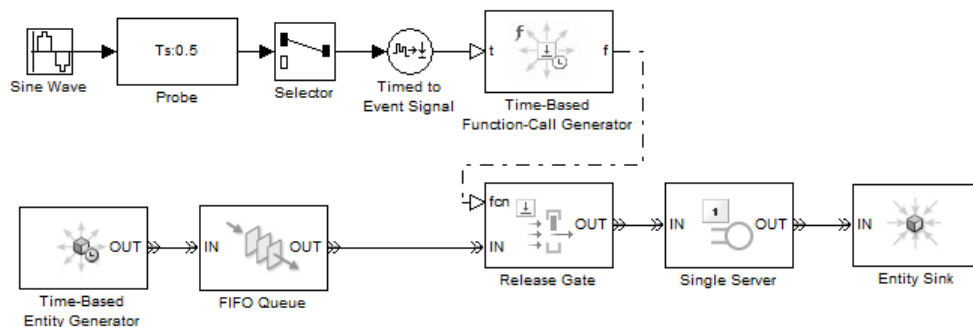 Ts:0.5
t
f
f
Sine Wave
Probe
Selector
Timed to
Event Signal
Time-Based
Function-Call Generator
fcn
OUT
IN
OUT
IN
OUT
IN
1
IN
OUT
IN
Time-Based
Entity Generator
FIFO Queue
Release Gate
Single Server
Entity Sink